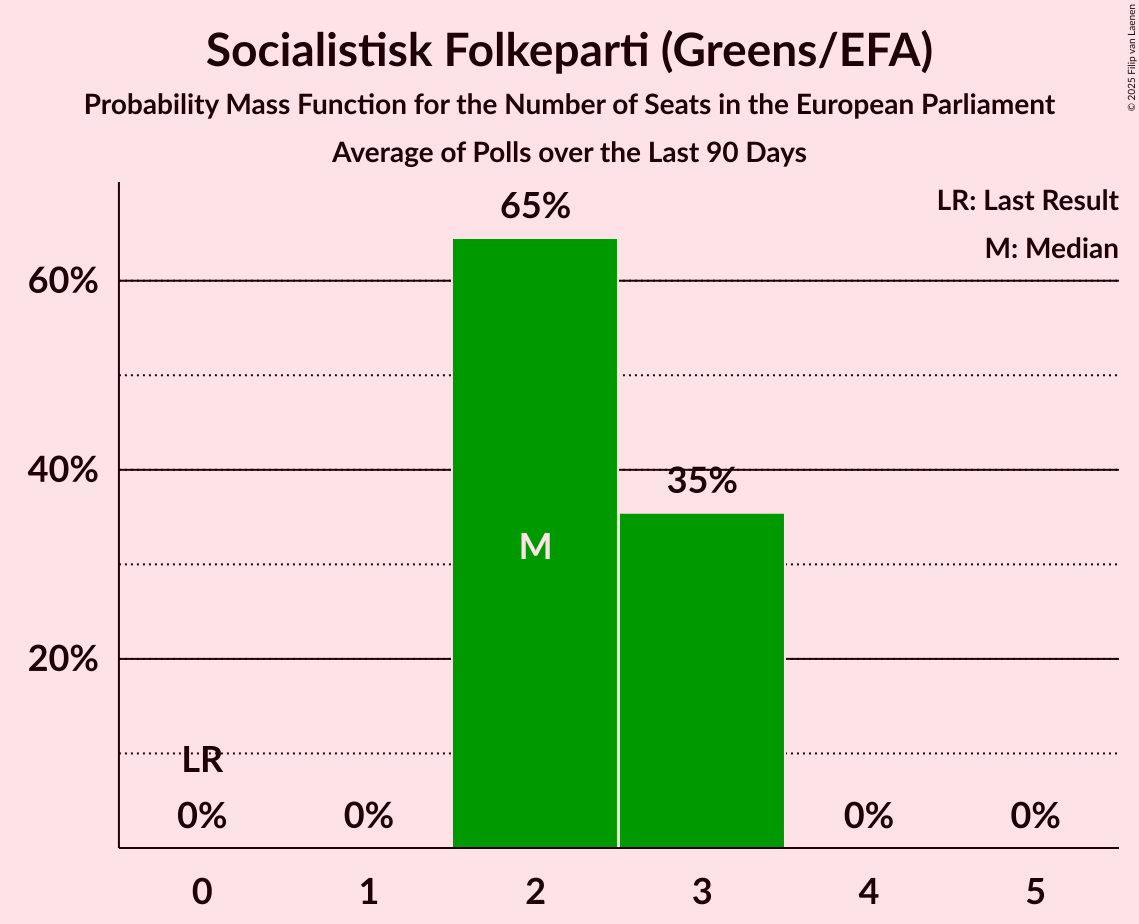 Socialistisk Folkeparti (Greens/EFA)
Probability Mass Function for the Number of Seats in the European Parliament
Average of Polls over the Last 90 Days
© 2025 Filip van Laenen
LR: Last Result
M: Median
65%
60%
40%
35%
M
20%
LR
0% 0% 0% 0%
0 1 2 3 4 5